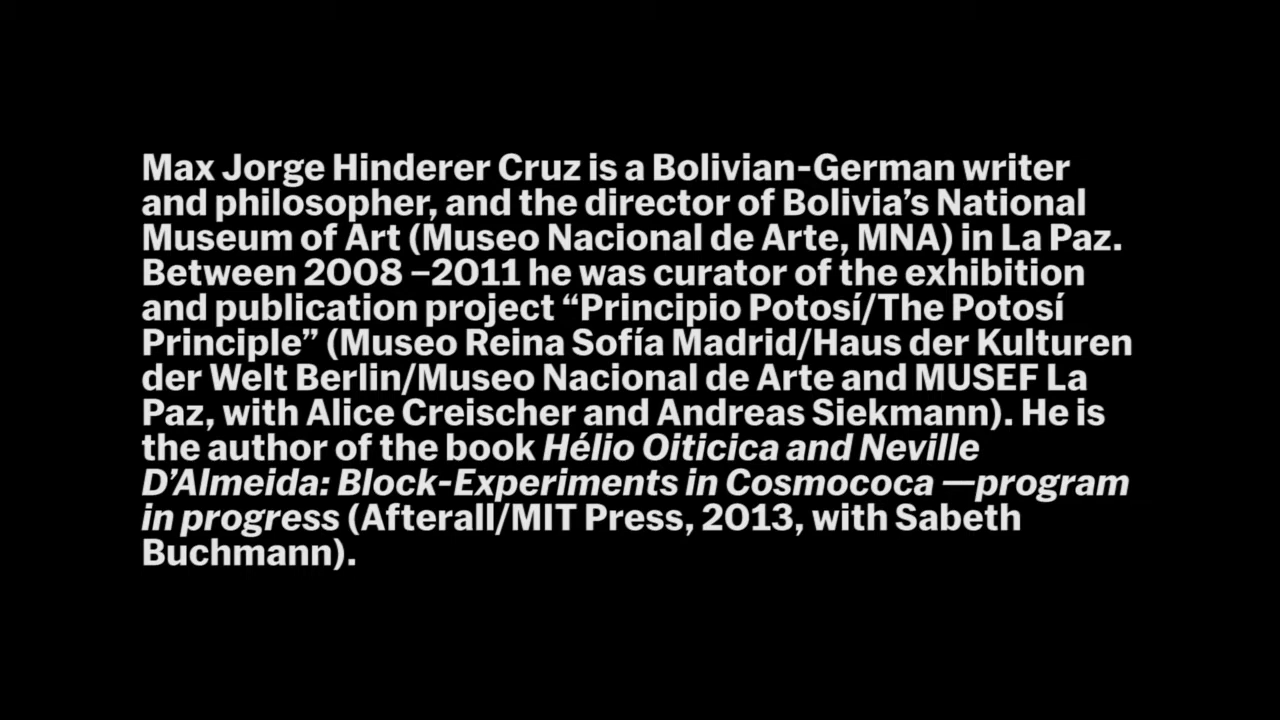 Max Jorge Hinderer Cruz is a Bolivian-German writer
and philosopher, and the director of Bolivia’s National
Museum of Art (Museo Nacional de Arte, MNA) in La Paz.
Between 2008 –2011 he was curator of the exhibition
and publication project “Principio Potosí/The Potosí
Principle” (Museo Reina Sofía Madrid/Haus der Kulturen
der Welt Berlin/Museo Nacional de Arte and MUSEF La
Paz, with Alice Creischer and Andreas Siekmann). He is
the author of the book Hélio Oiticica and Neville
D’Almeida: Block-Experiments in Cosmococa —program
in progress (Afterall/MIT Press, 2013, with Sabeth
Buchmann).